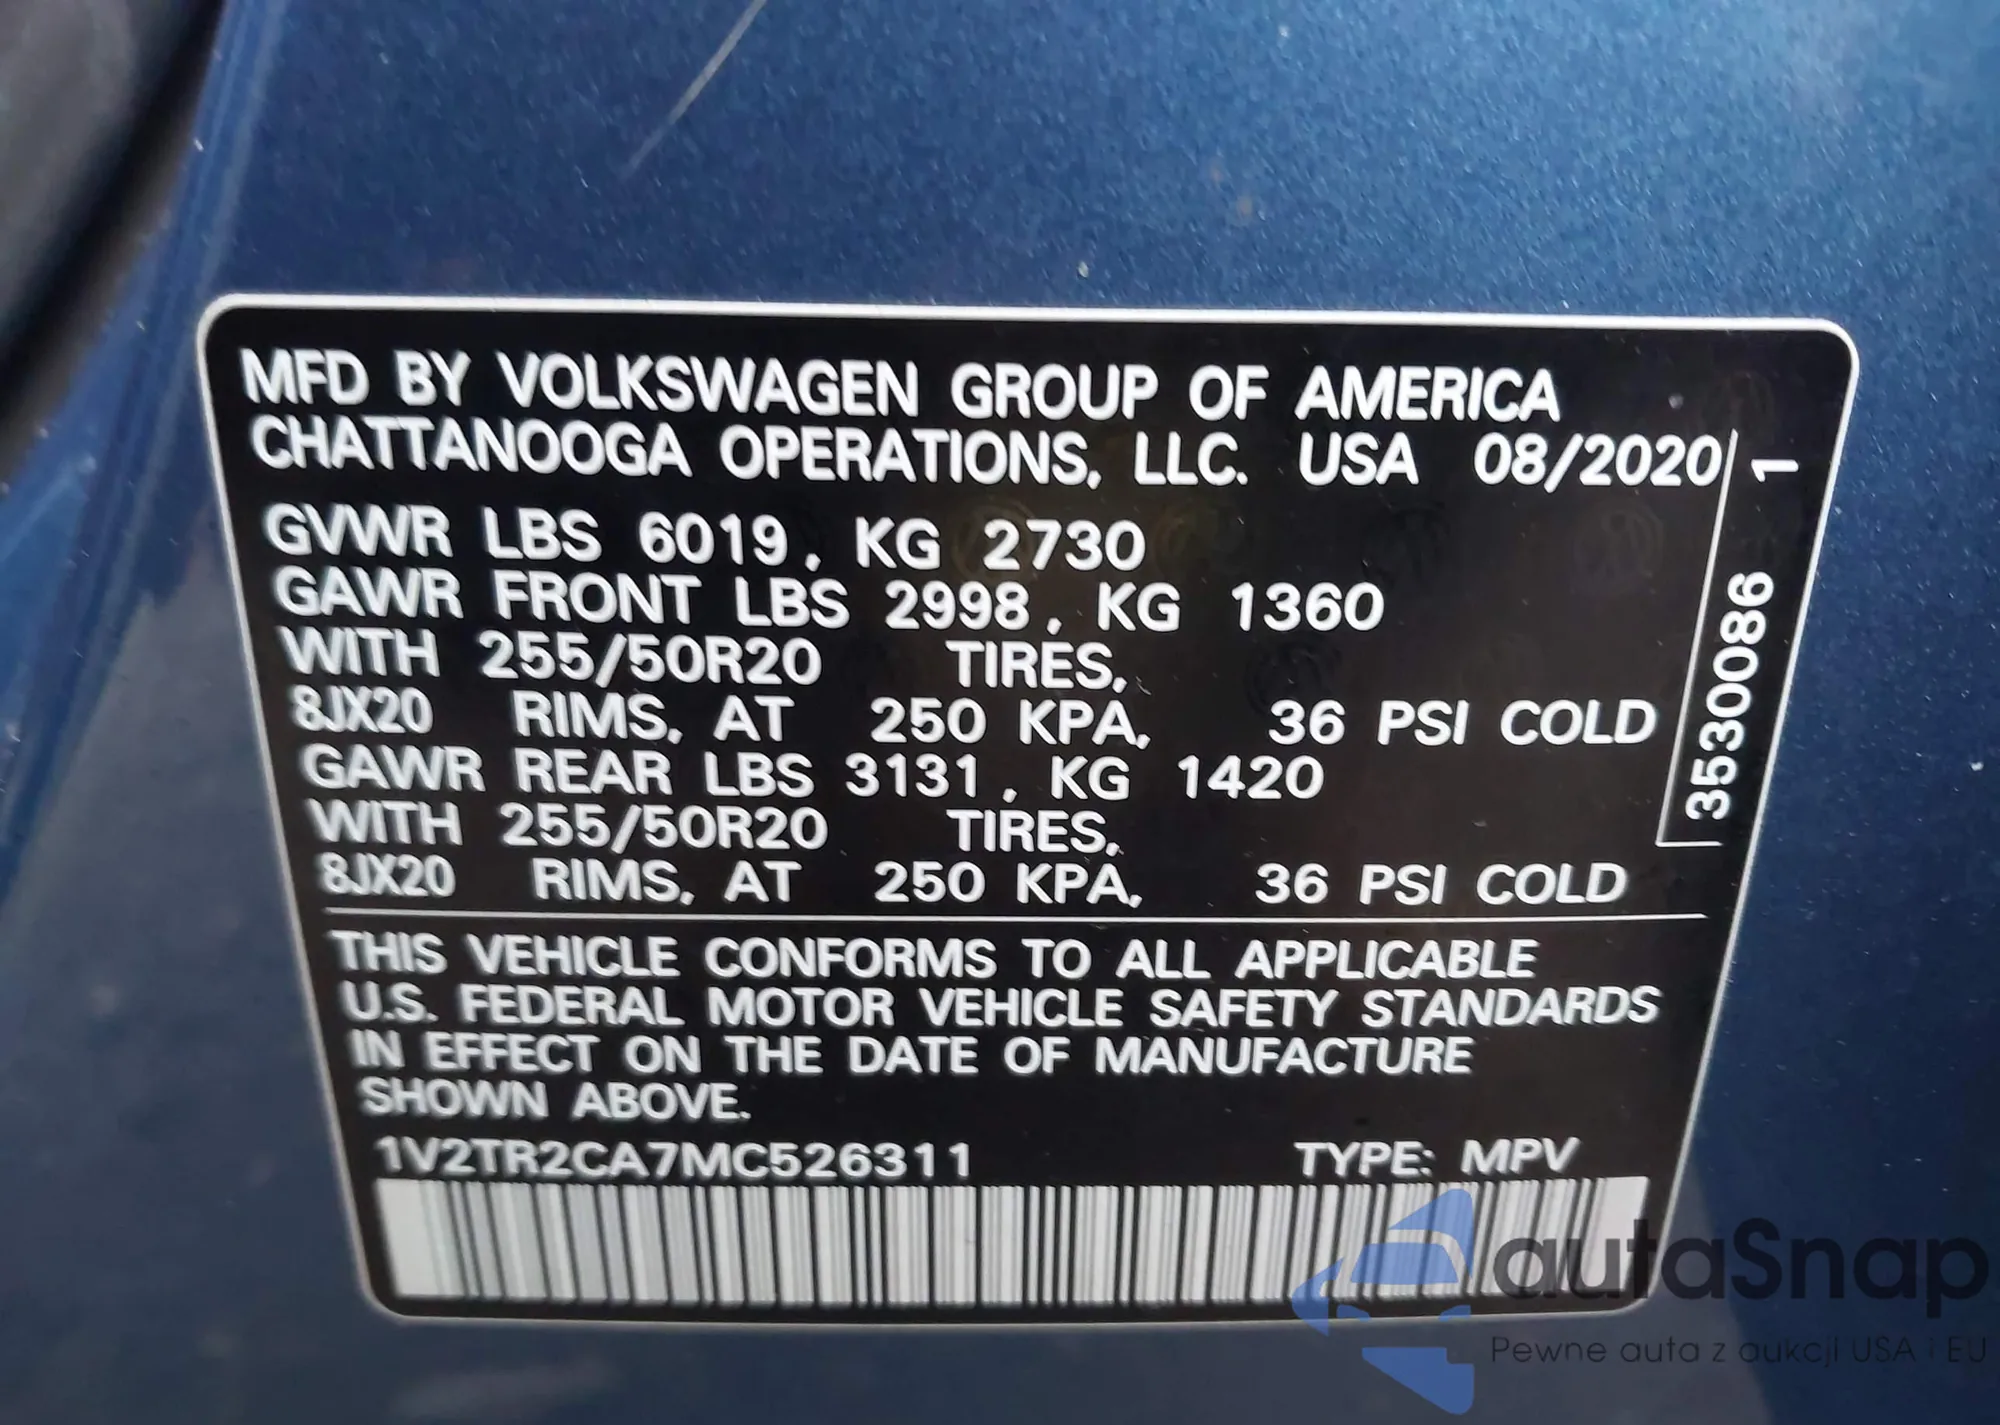 MFD BY VOLKSWAGEN GROUP OF AMERICA
CHATTANOOGA OPERATIONS, LLC. USA 08/2020
GVWR LBS 6019, KG 2730
GAWR FRONT LBS 2998, KG 1360
WITH 255/50R20 TIRES,
8JX20 RIMS, AT 250 KPA, 36 PSI COLD
GAWR REAR LBS 3131, KG 1420
WITH 255/50R20 TIRES,
8JX20 RIMS, AT 250 KPA, 36 PSI COLD
3530086 1
THIS VEHICLE CONFORMS TO ALL APPLICABLE
U.S. FEDERAL MOTOR VEHICLE SAFETY STANDARDS
IN EFFECT ON THE DATE OF MANUFACTURE
SHOWN ABOVE.
1V2TR2CA7MC526311 TYPE: MPV
autaSnap
Pewne auta z aukcji USA i EU